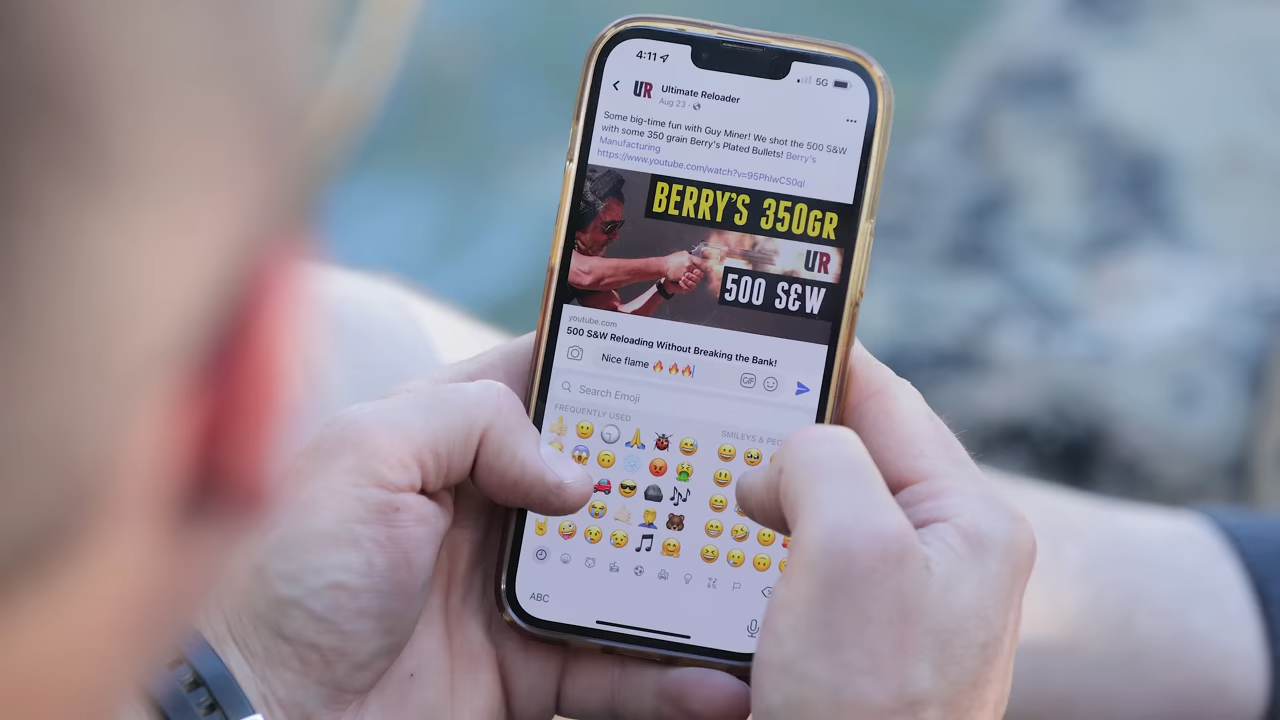 4:11
5G
UR
Ultimate Reloader
Aug 23 ·
Some big-time fun with Guy Miner! We shot the 500 S&W
with some 350 grain Berry's Plated Bullets! Berry's
Manufacturing
https://www.youtube.com/watch?v=95PhlwCS0qI
BERRY'S 350GR
UR
500 S&W
youtube.com
500 S&W Reloading Without Breaking the Bank!
Nice flame 🔥🔥🔥
GIF
Search Emoji
FREQUENTLY USED
SMILEYS &
ABC